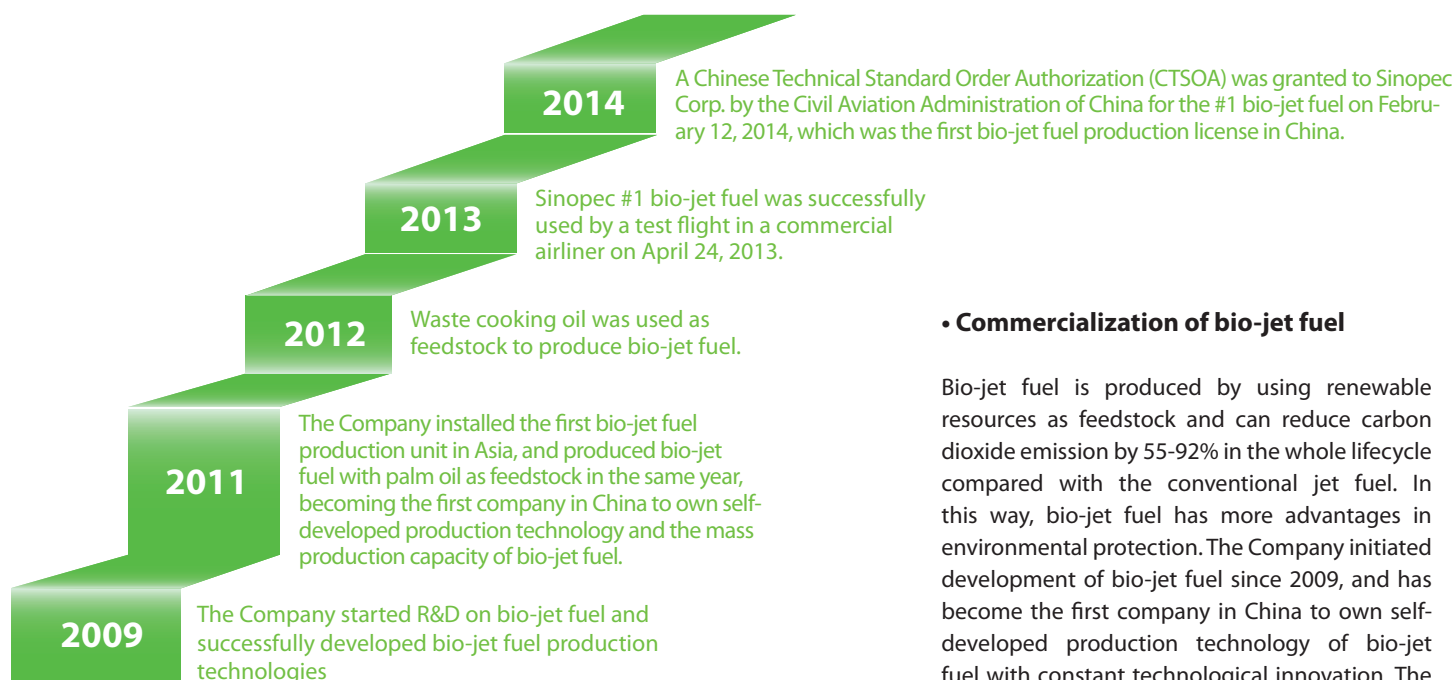 2014
A Chinese Technical Standard Order Authorization (CTSOA) was granted to Sinopec
Corp. by the Civil Aviation Administration of China for the #1 bio-jet fuel on Febru-
ary 12, 2014, which was the first bio-jet fuel production license in China.
2013
Sinopec #1 bio-jet fuel was successfully
used by a test flight in a commercial
airliner on April 24, 2013.
2012
Waste cooking oil was used as
feedstock to produce bio-jet fuel.
2011
The Company installed the first bio-jet fuel
production unit in Asia, and produced bio-jet
fuel with palm oil as feedstock in the same year,
becoming the first company in China to own self-
developed production technology and the mass
production capacity of bio-jet fuel.
2009
The Company started R&D on bio-jet fuel and
successfully developed bio-jet fuel production
technologies
• Commercialization of bio-jet fuel
Bio-jet fuel is produced by using renewable
resources as feedstock and can reduce carbon
dioxide emission by 55-92% in the whole lifecycle
compared with the conventional jet fuel. In
this way, bio-jet fuel has more advantages in
environmental protection. The Company initiated
development of bio-jet fuel since 2009, and has
become the first company in China to own self-
developed production technology of bio-jet
fuel with constant technological innovation. The